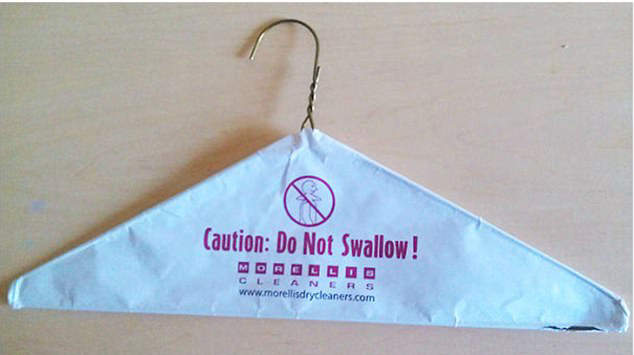 Caution: Do Not Swallow!
MORELLIS
CLEANERS
www.morellisdrycleaners.com